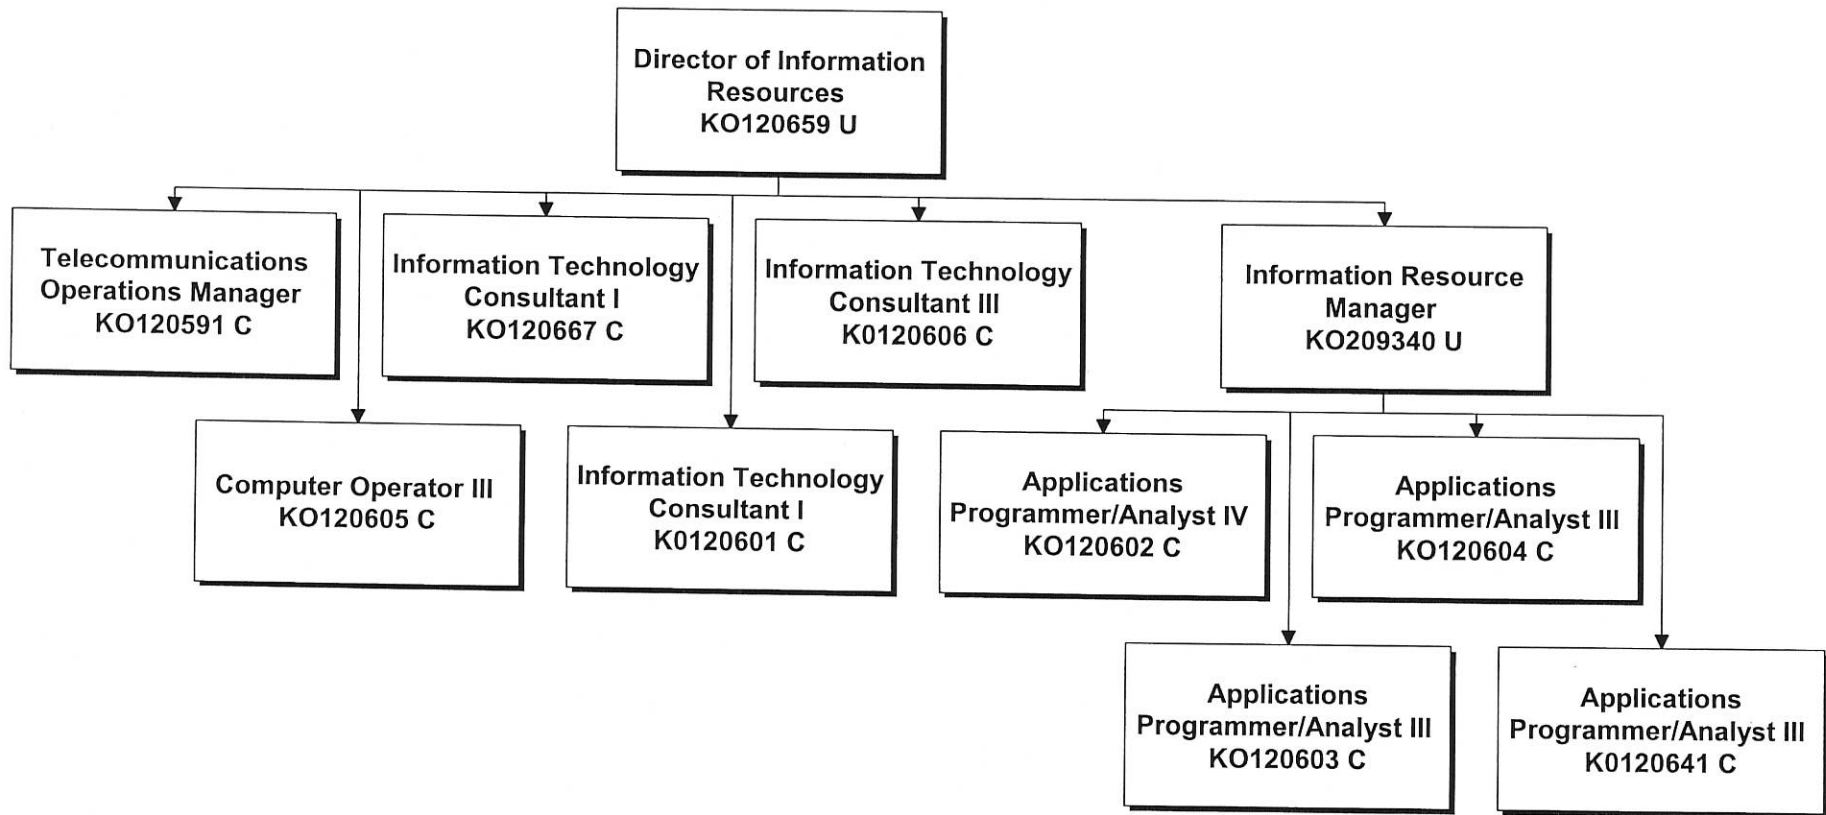 Director of Information
Resources
KO120659 U
Telecommunications
Operations Manager
KO120591 C
Information Technology
Consultant I
KO120667 C
Information Technology
Consultant III
K0120606 C
Information Resource
Manager
KO209340 U
Computer Operator III
KO120605 C
Information Technology
Consultant I
K0120601 C
Applications
Programmer/Analyst IV
KO120602 C
Applications
Programmer/Analyst III
KO120604 C
Applications
Programmer/Analyst III
KO120603 C
Applications
Programmer/Analyst III
K0120641 C